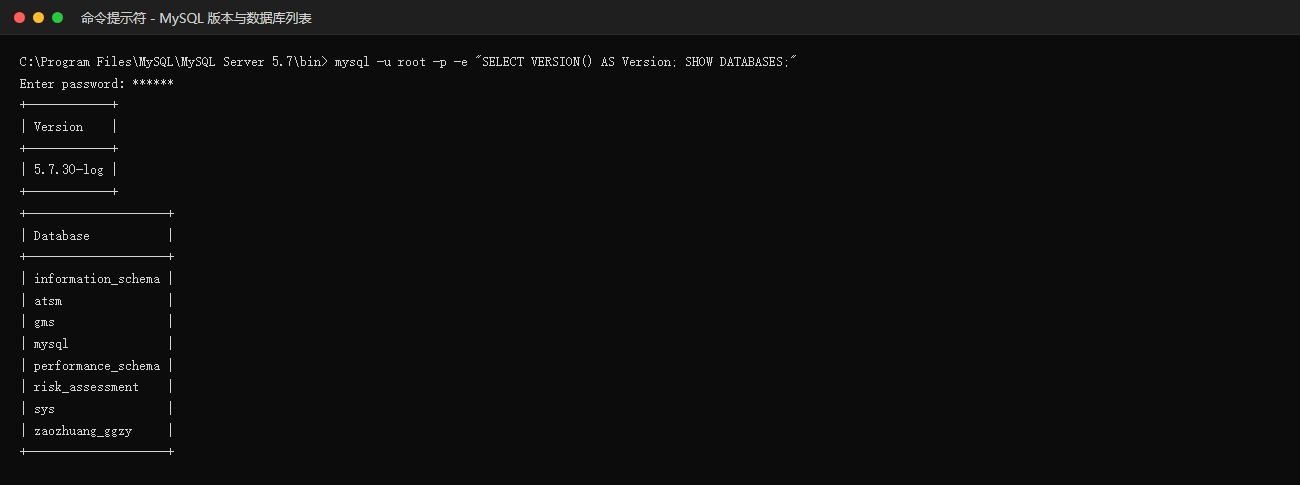 命令提示符 - MySQL 版本与数据库列表
C:\Program Files\MySQL\MySQL Server 5.7\bin> mysql -u root -p -e "SELECT VERSION() AS Version; SHOW DATABASES;"
Enter password: ******
+------------+
| Version    |
+------------+
| 5.7.30-log |
+------------+
+--------------------+
| Database           |
+--------------------+
| information_schema |
| atsm               |
| gms                |
| mysql              |
| performance_schema |
| risk_assessment    |
| sys                |
| zaozhuang_ggzy     |
+--------------------+